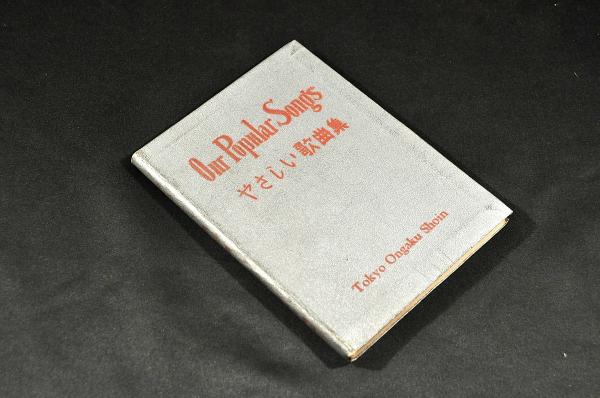 Our Popular Songs
やさしい歌曲集
Tokyo Ongaku Shoin